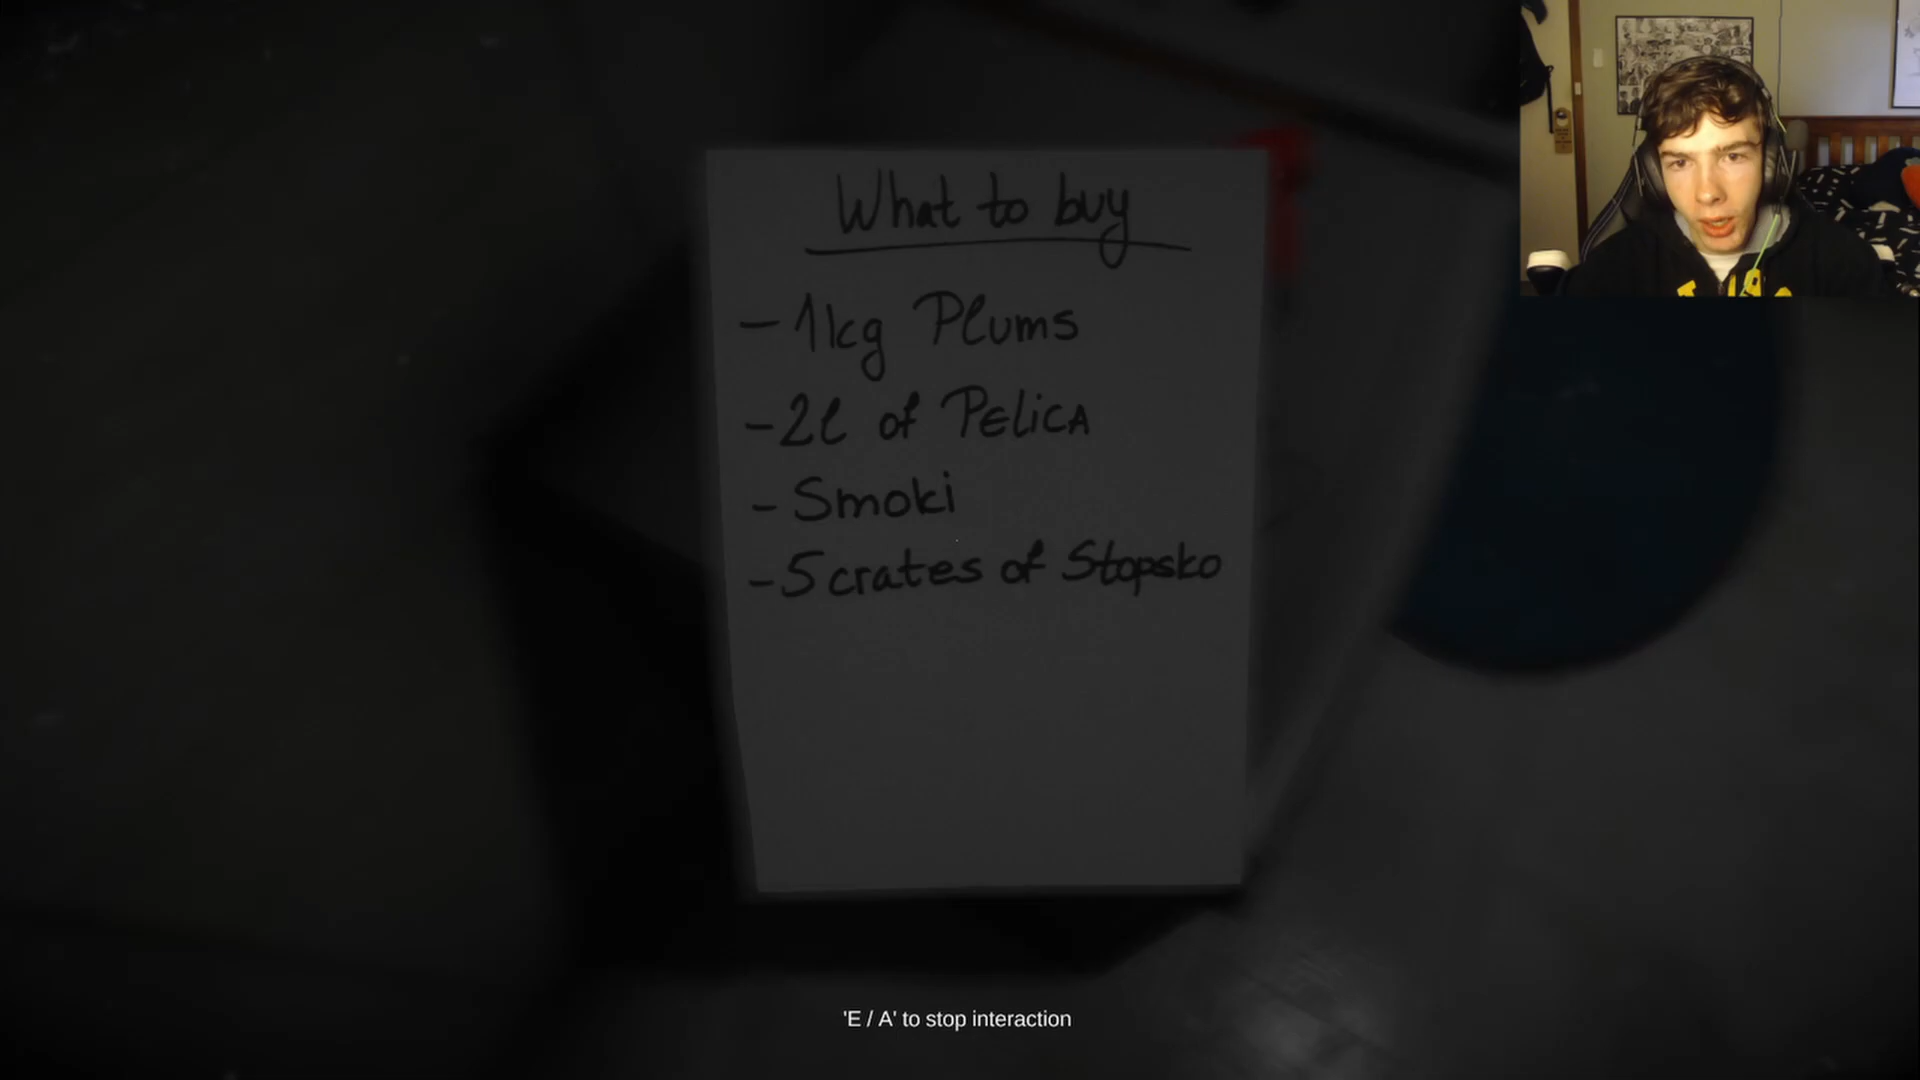 What to buy
- 1kg Plums
- 2l of PELiCA
- Smoki
- 5 crates of Stopsko
'E / A' to stop interaction